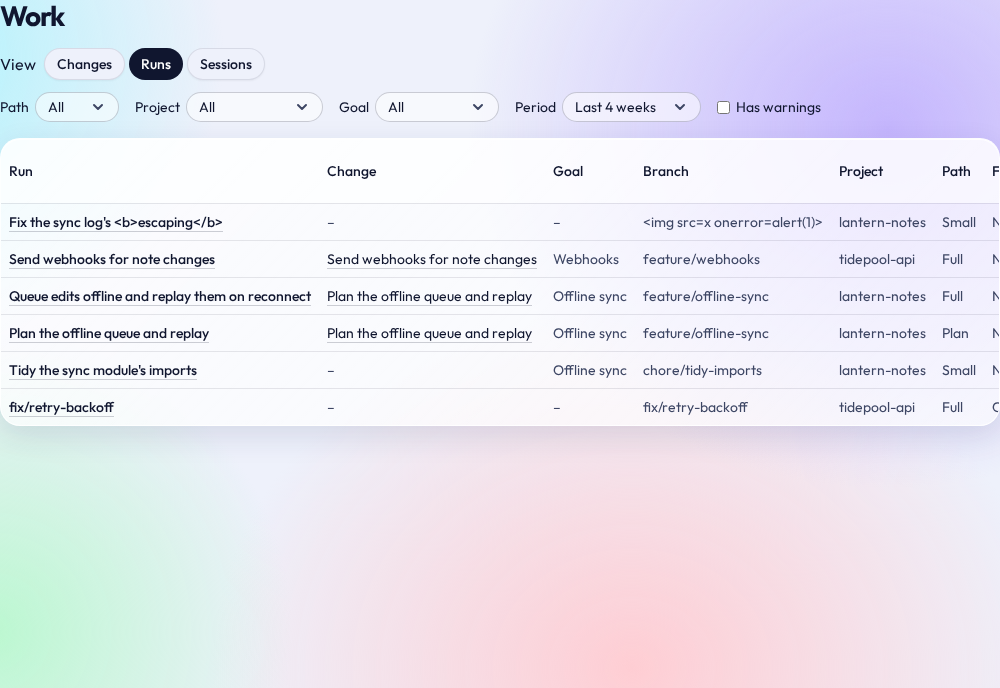 Work
View Changes Runs Sessions
Path All Project All Goal All Period Last 4 weeks Has warnings
Run Change Goal Branch Project Path
Fix the sync log's <b>escaping</b> – – <img src=x onerror=alert(1)> lantern-notes Small
Send webhooks for note changes Send webhooks for note changes Webhooks feature/webhooks tidepool-api Full
Queue edits offline and replay them on reconnect Plan the offline queue and replay Offline sync feature/offline-sync lantern-notes Full
Plan the offline queue and replay Plan the offline queue and replay Offline sync feature/offline-sync lantern-notes Plan
Tidy the sync module's imports – Offline sync chore/tidy-imports lantern-notes Small
fix/retry-backoff – – fix/retry-backoff tidepool-api Full